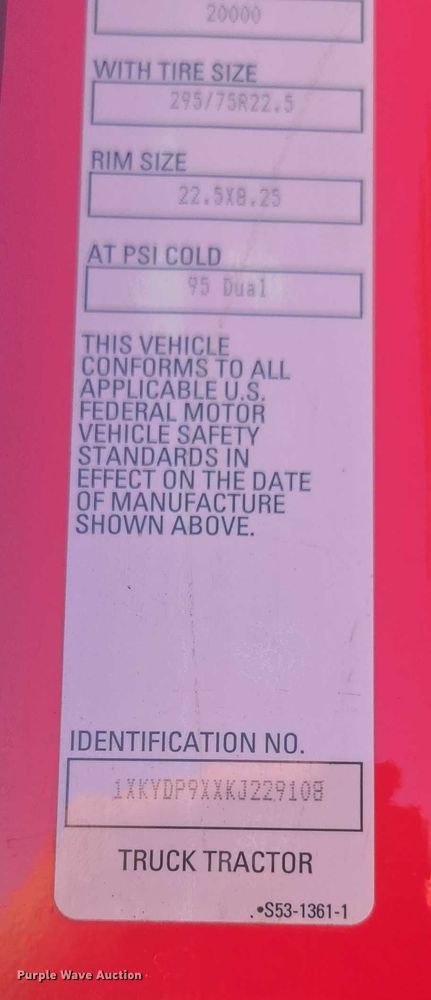 20000
WITH TIRE SIZE
295/75R22.5
RIM SIZE
22.5X8.25
AT PSI COLD
95 Dual
THIS VEHICLE
CONFORMS TO ALL
APPLICABLE U.S.
FEDERAL MOTOR
VEHICLE SAFETY
STANDARDS IN
EFFECT ON THE DATE
OF MANUFACTURE
SHOWN ABOVE.
IDENTIFICATION NO.
1XKYDP9XXKJ229108
TRUCK TRACTOR
.•S53-1361-1
Purple Wave Auction